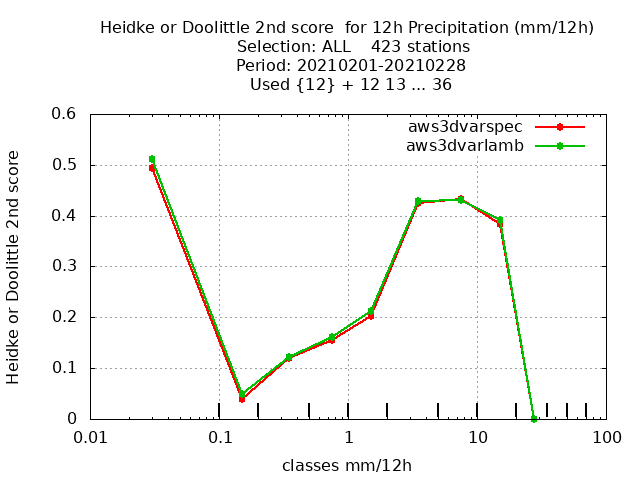 Heidke or Doolittle 2nd score  for 12h Precipitation (mm/12h)
Selection: ALL    423 stations
Period: 20210201-20210228
Used {12} + 12 13 ... 36
aws3dvarspec
aws3dvarlamb
Heidke or Doolittle 2nd score
0.6
0.5
0.4
0.3
0.2
0.1
0
0.01 0.1 1 10 100
classes mm/12h